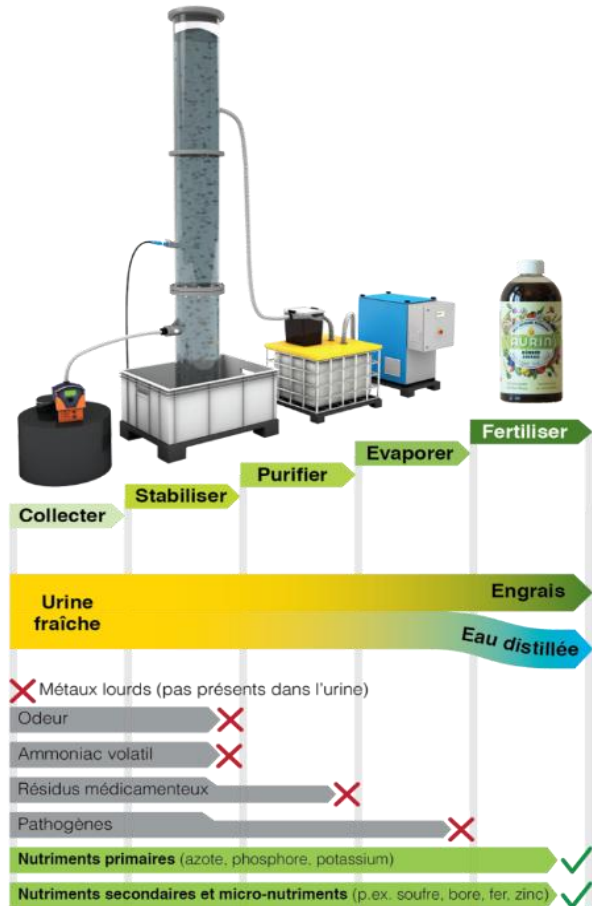 AURIN
Fertiliser
Evaporer
Purifier
Stabiliser
Collecter
Urine
fraîche
Engrais
Eau distillée
Métaux lourds (pas présents dans l'urine)
Odeur
Ammoniac volatil
Résidus médicamenteux
Pathogènes
Nutriments primaires (azote, phosphore, potassium)
Nutriments secondaires et micro-nutriments (p.ex. soufre, bore, fer, zinc)